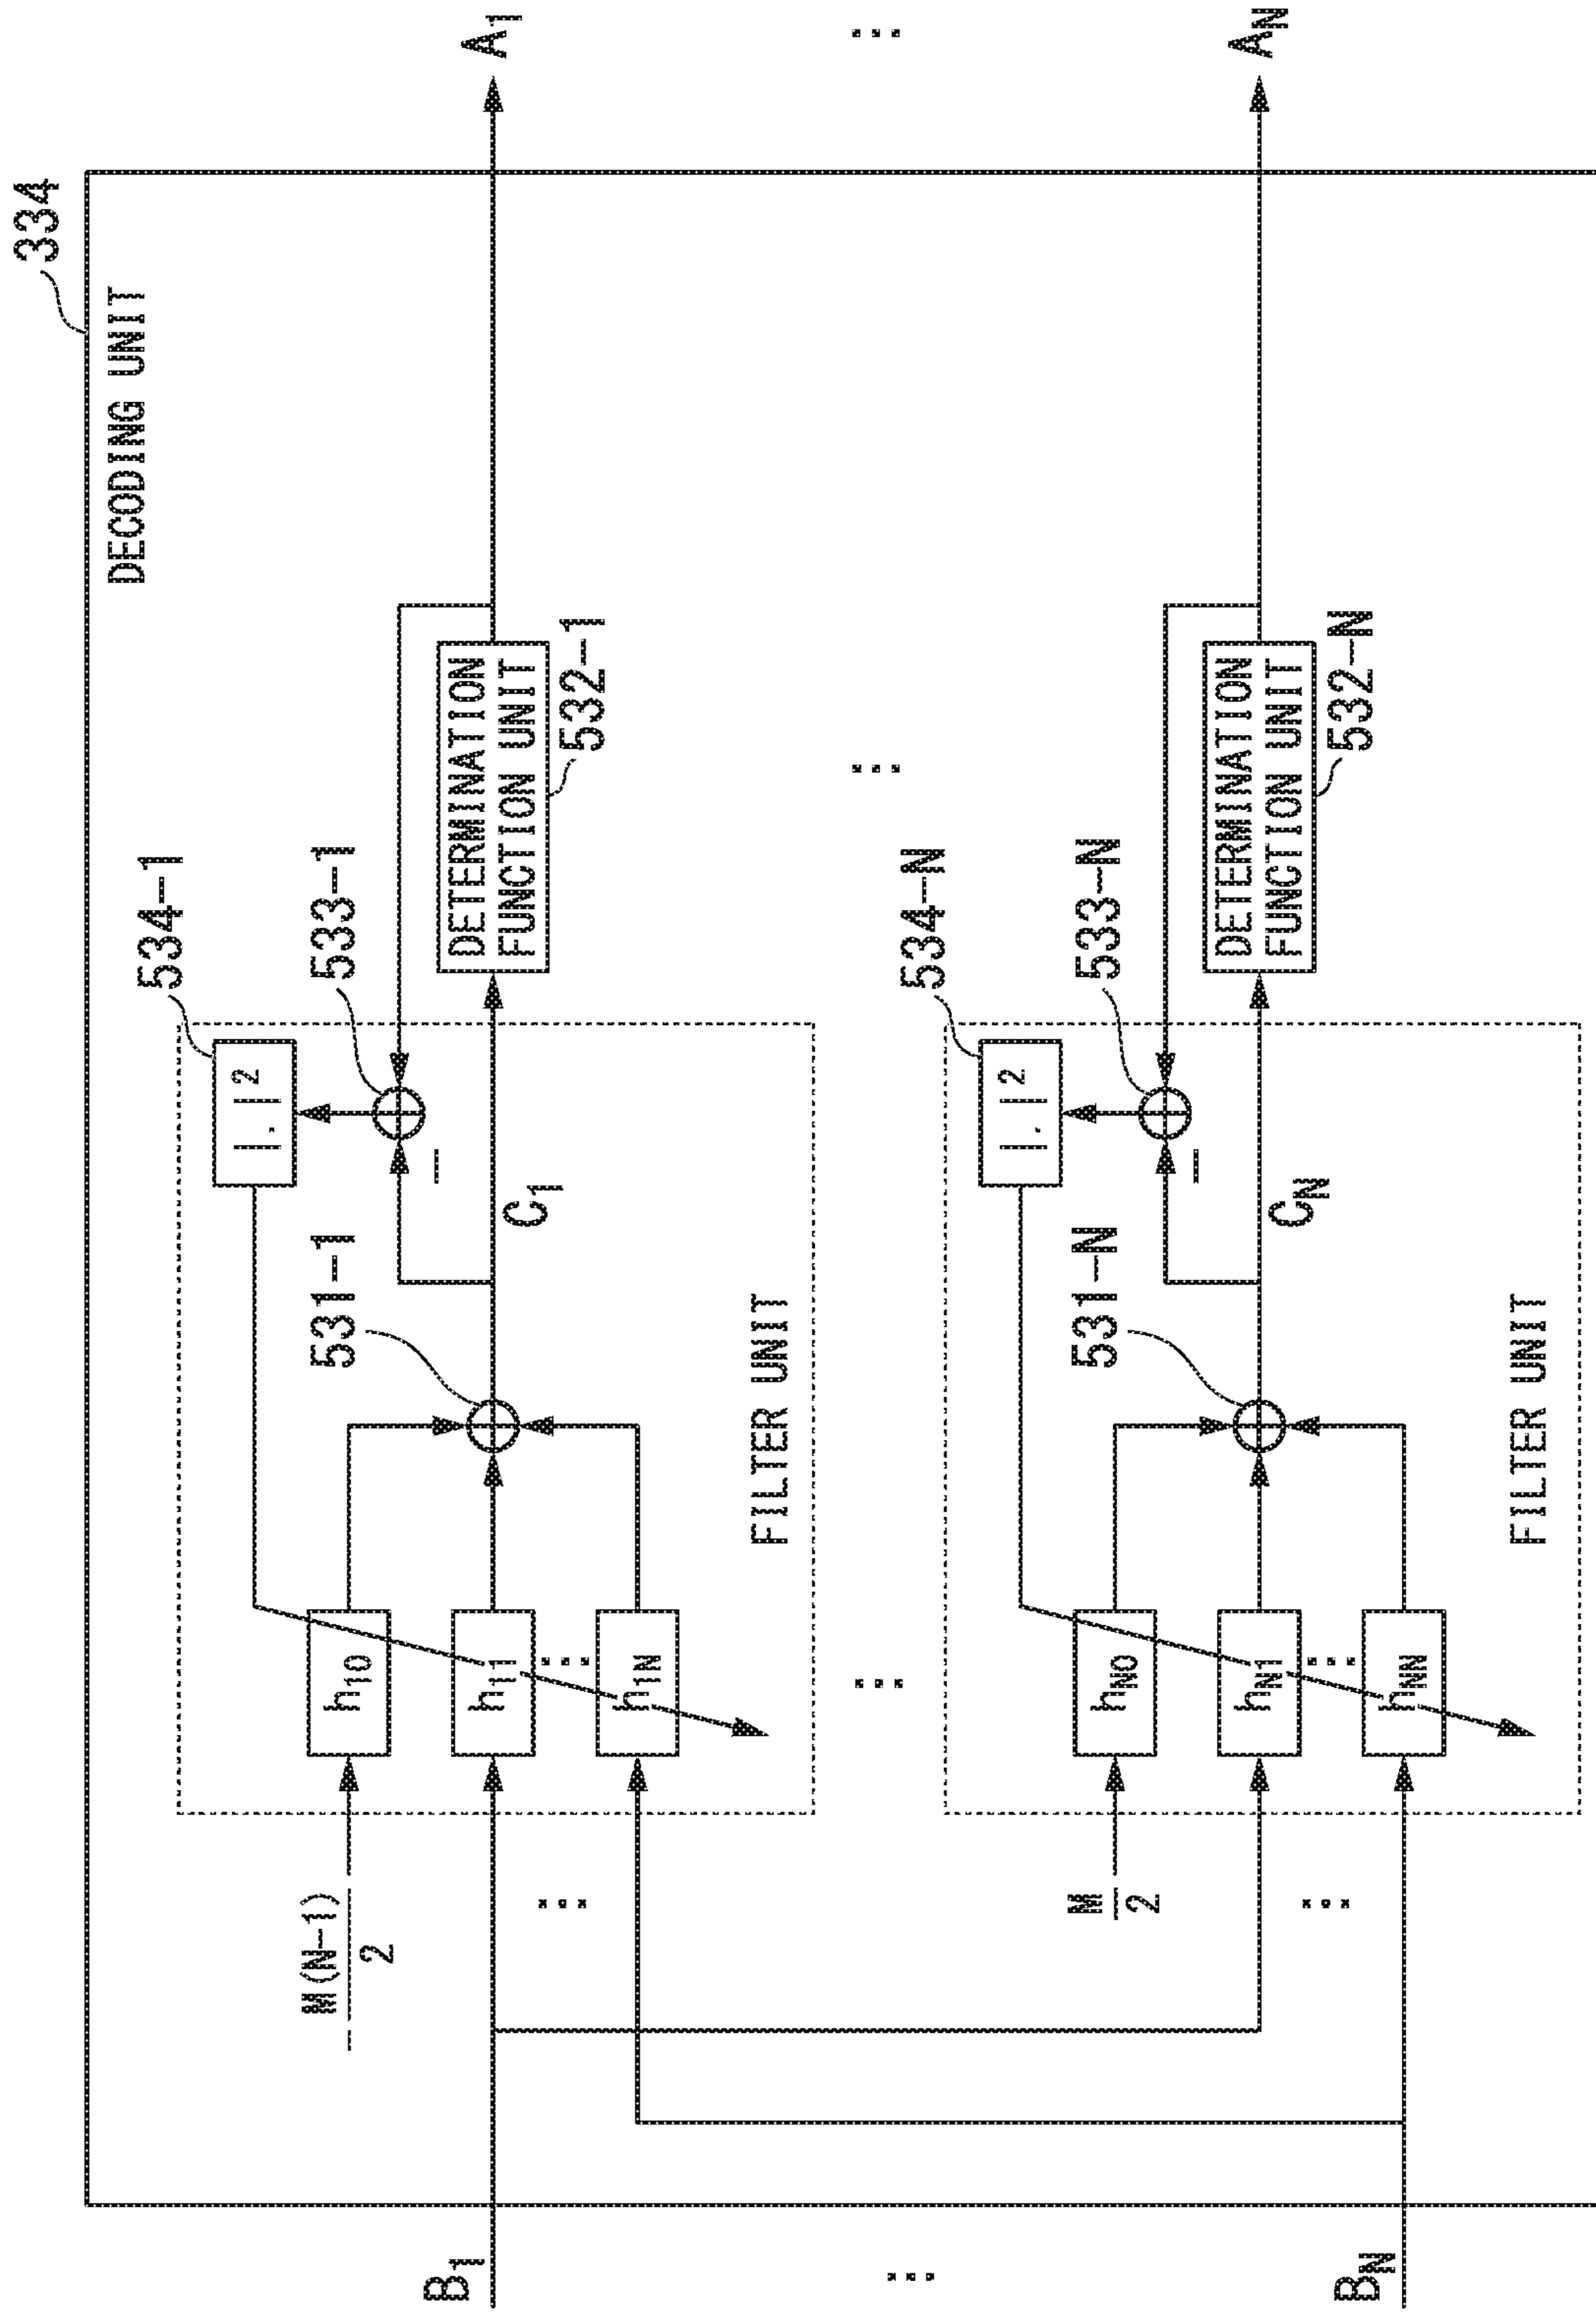 334
DECODING UNIT
534-1
533-1
531-1
|.|²
M(N-1)
2
h10
h11
...
h1N
C1
−
DETERMINATION
FUNCTION UNIT
532-1
B1
A1
...
FILTER UNIT
...
...
...
...
534-N
533-N
531-N
|.|²
M
2
hN0
hN1
...
hNN
CN
−
DETERMINATION
FUNCTION UNIT
532-N
...
BN
AN
FILTER UNIT